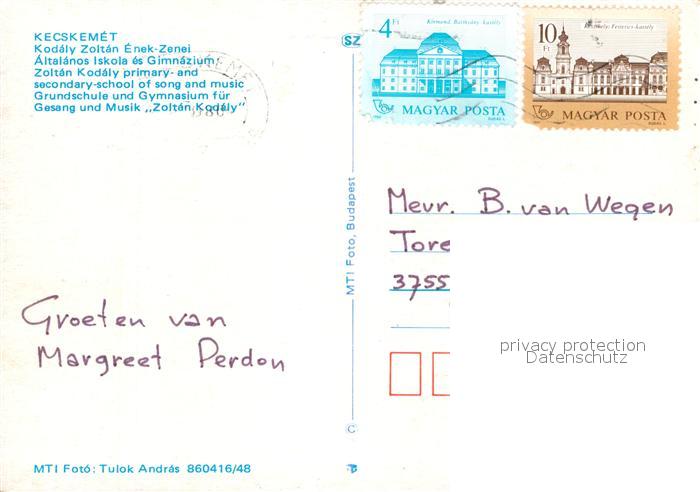 KECSKEMÉT
Kodály Zoltán Ének-Zenei
Általános Iskola és Gimnázium
Zoltán Kodály primary- and
secondary-school of song and music
Grundschule und Gymnasium für
Gesang und Musik „Zoltán Kodály"
SZ
4 Ft
Körmend, Batthyány-kastély
MAGYAR POSTA
10 Ft
Keszthely, Festetics-kastély
MAGYAR POSTA
Mevr. B. van Wegen
Tore
3755
privacy protection
Datenschutz
Groeten van
Margreet Perdon
MTI Foto, Budapest
C
MTI Fotó: Tulok András 860416/48